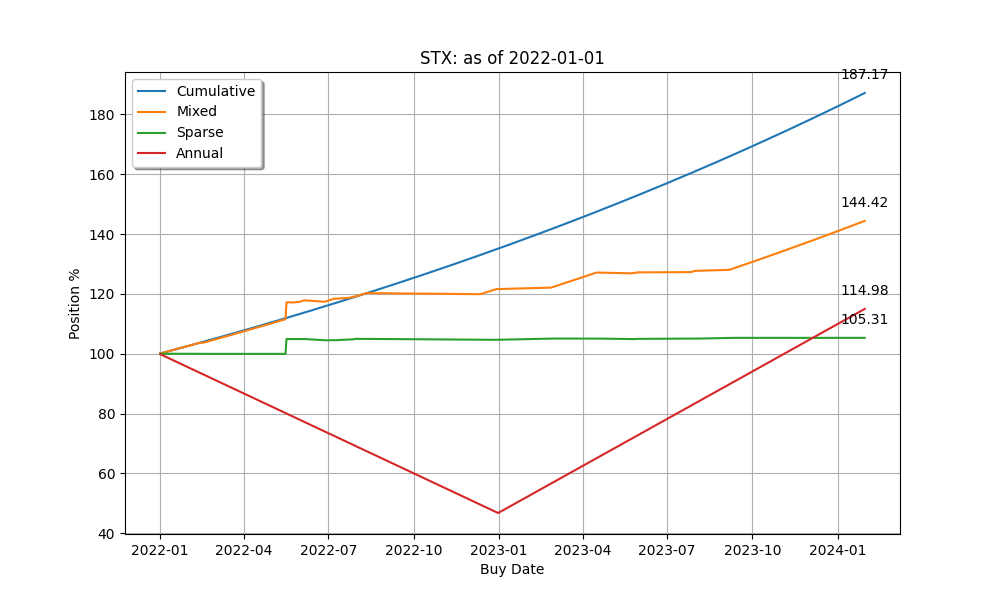 STX: as of 2022-01-01
187.17
Cumulative
Mixed
Sparse
Annual
180
160
144.42
140
120
114.98
105.31
100
80
60
40
Position %
2022-01 2022-04 2022-07 2022-10 2023-01 2023-04 2023-07 2023-10 2024-01
Buy Date